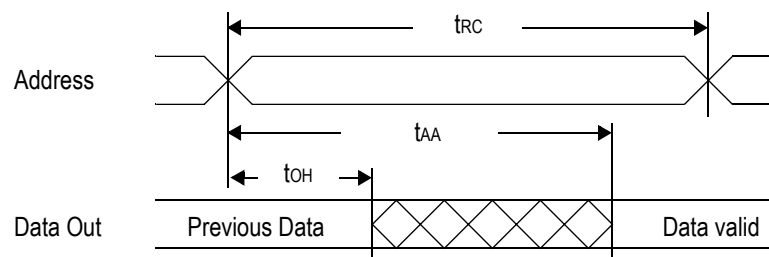 tRC
Address
tAA
tOH
Data Out Previous Data Data valid